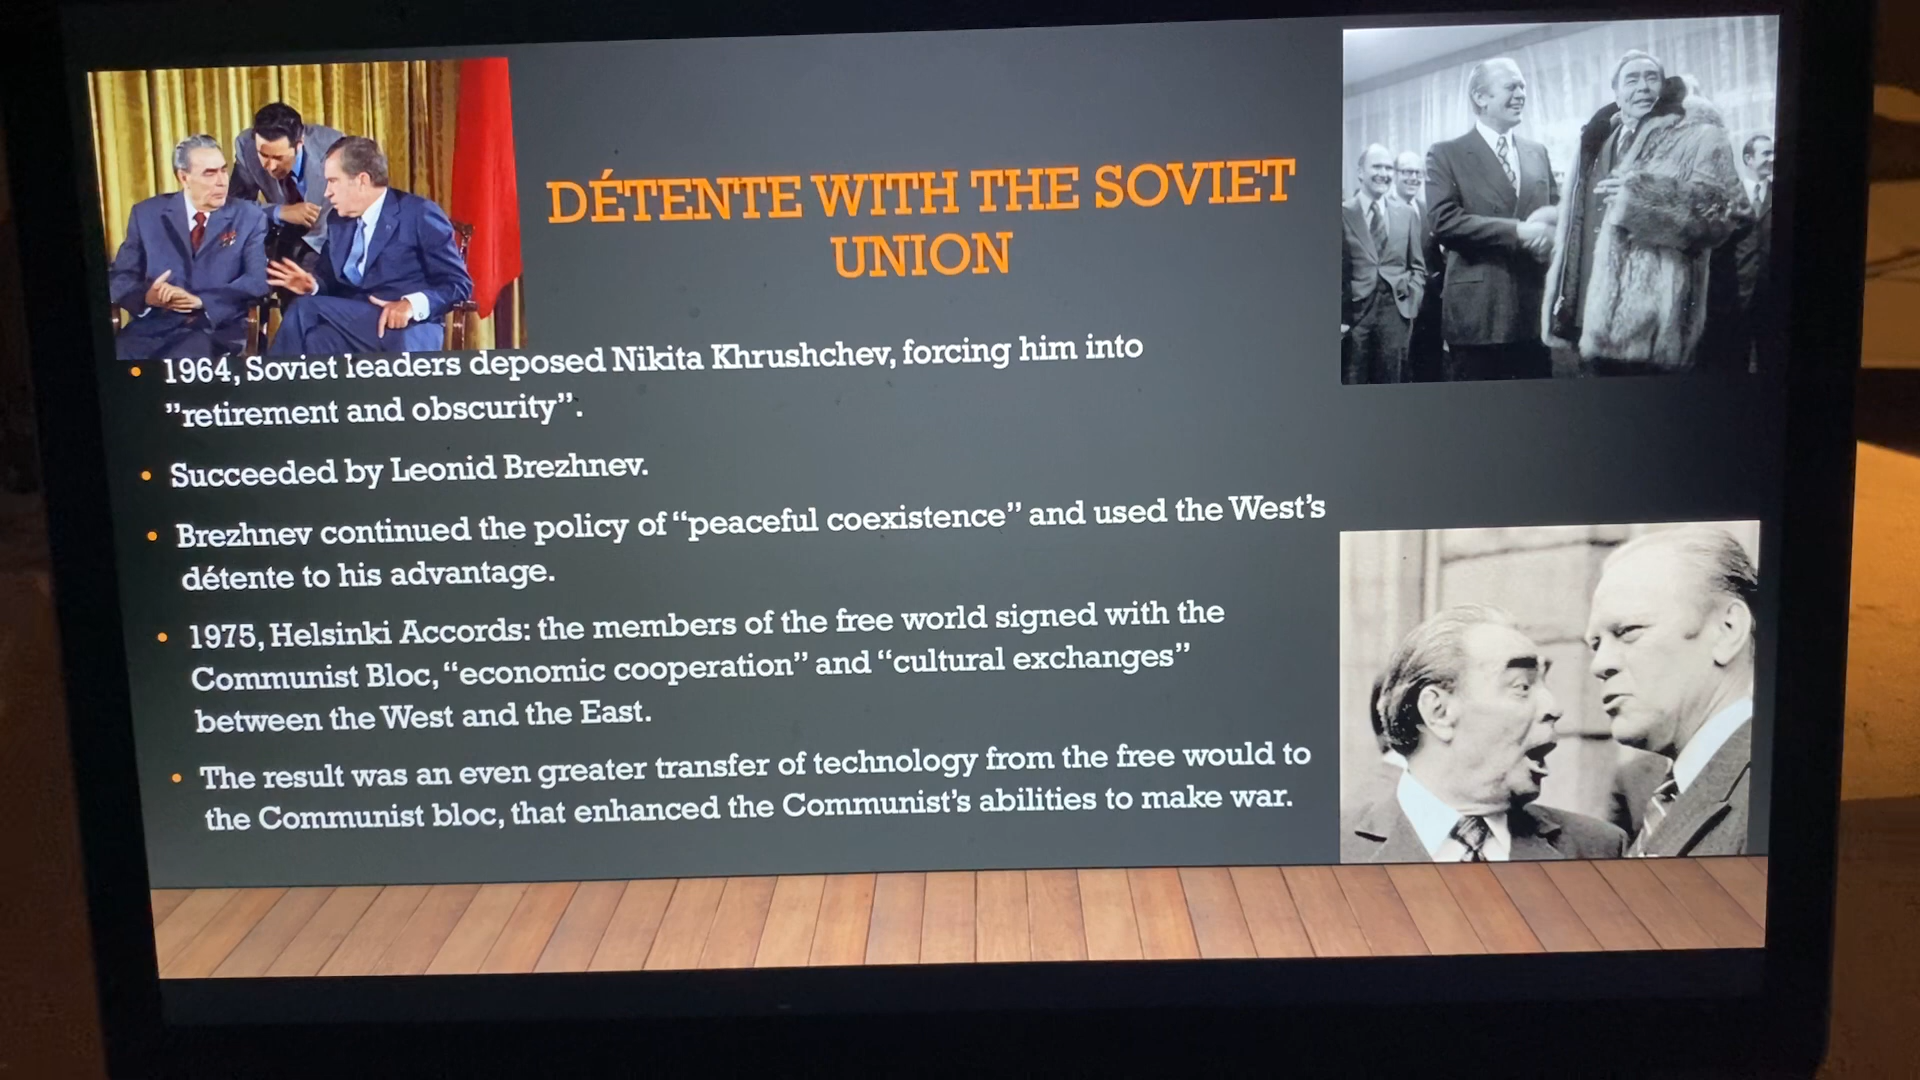 DÉTENTE WITH THE SOVIET
UNION
• 1964, Soviet leaders deposed Nikita Khrushchev, forcing him into
”retirement and obscurity”.
• Succeeded by Leonid Brezhnev.
• Brezhnev continued the policy of “peaceful coexistence” and used the West’s
détente to his advantage.
• 1975, Helsinki Accords: the members of the free world signed with the
Communist Bloc, “economic cooperation” and “cultural exchanges”
between the West and the East.
• The result was an even greater transfer of technology from the free would to
the Communist bloc, that enhanced the Communist’s abilities to make war.